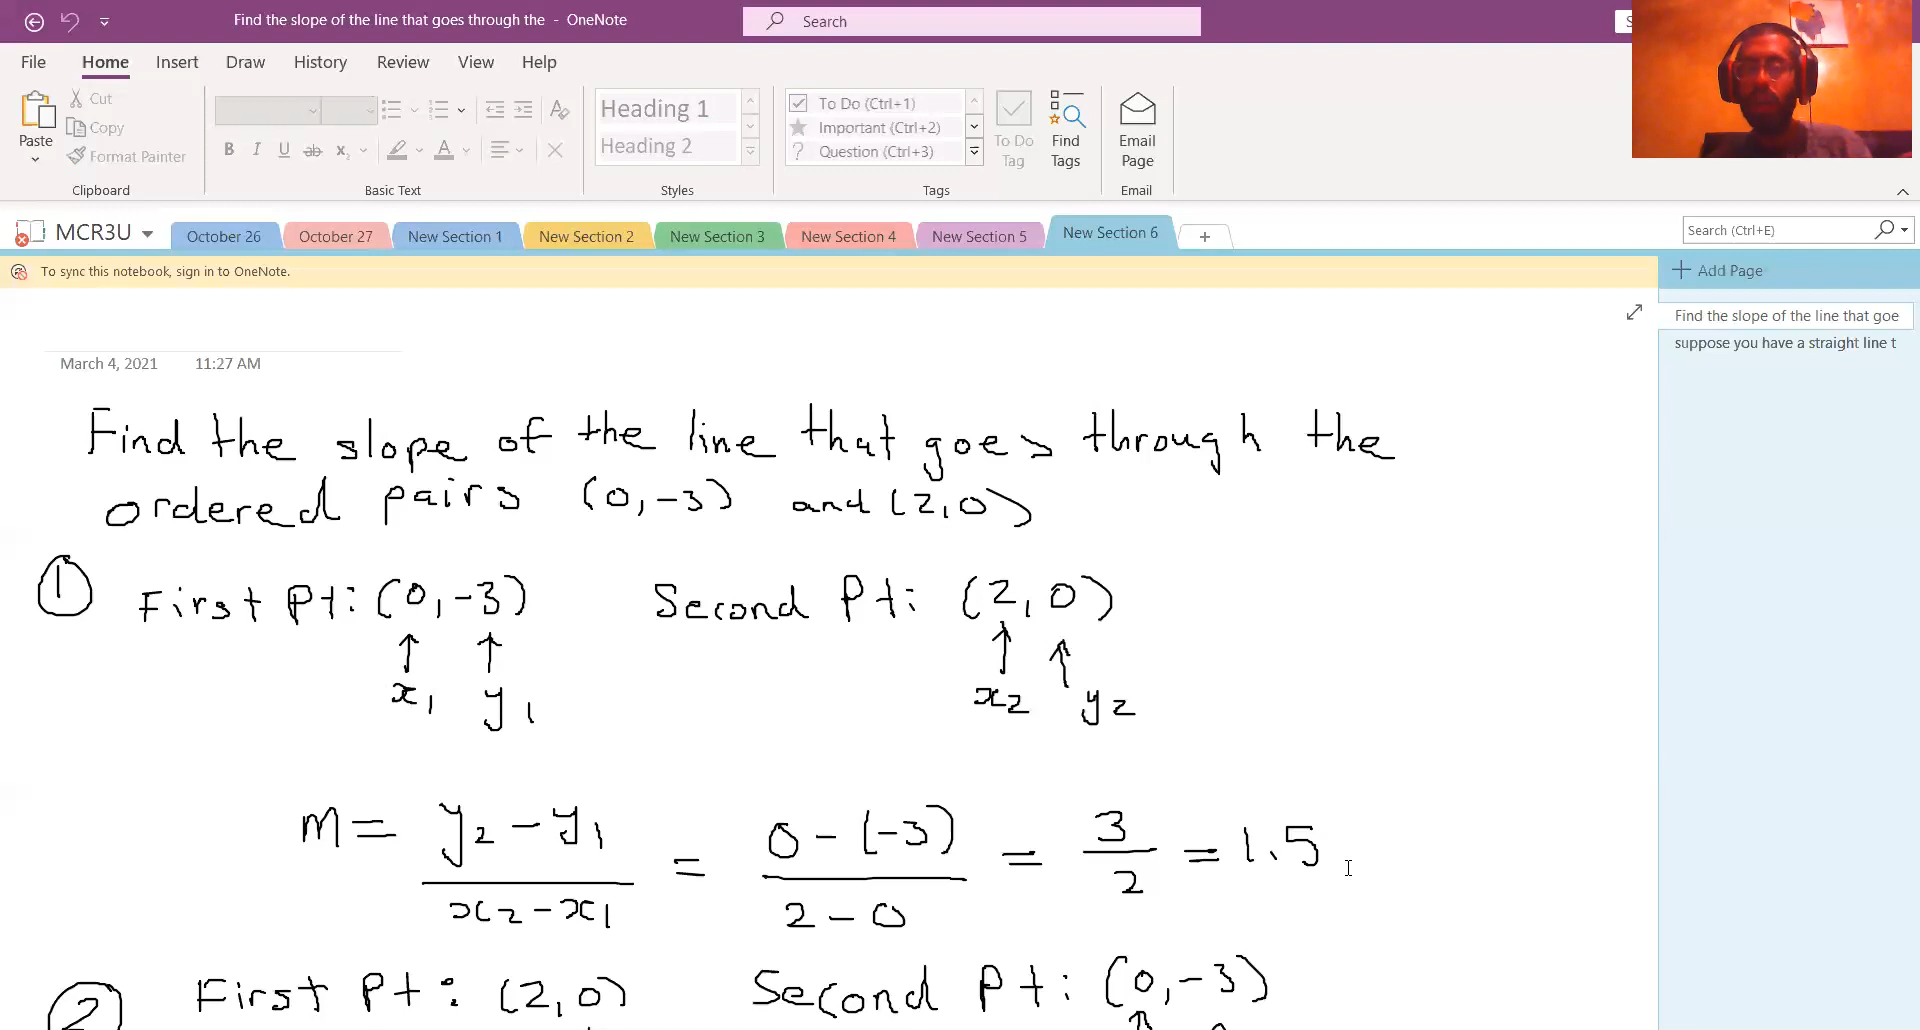 Find the slope of the line that goes through the - OneNote
Search
File Home Insert Draw History Review View Help
Paste
Cut
Copy
Format Painter
Clipboard
B I U ab x₂ A
Basic Text
Heading 1
Heading 2
Styles
To Do (Ctrl+1)
Important (Ctrl+2)
? Question (Ctrl+3)
To Do Tag
Find Tags
Tags
Email Page
Email
MCR3U
October 26 October 27 New Section 1 New Section 2 New Section 3 New Section 4 New Section 5 New Section 6 +
Search (Ctrl+E)
To sync this notebook, sign in to OneNote.
Add Page
Find the slope of the line that goe
suppose you have a straight line t
March 4, 2021 11:27 AM
Find the slope of the line that goes through the
ordered pairs (0,-3) and (2,0)
① First Pt: (0,-3) Second Pt: (2,0)
↑ ↑ ↑ ↑
x₁ y₁ x₂ y₂
m = (y₂ - y₁)/(x₂ - x₁) = (0 - (-3))/(2 - 0) = 3/2 = 1.5
② First Pt: (2,0) Second Pt: (0,-3)